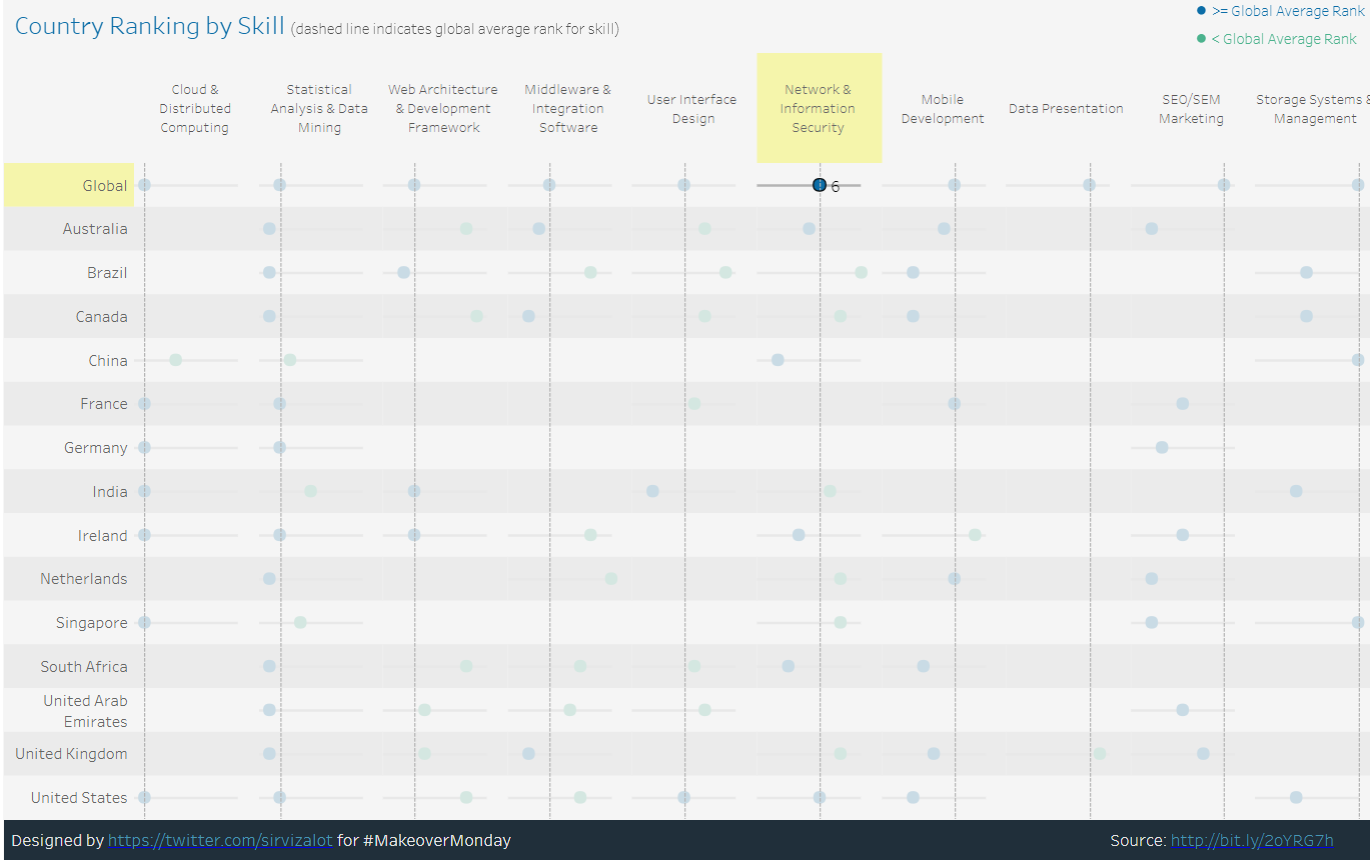 Country Ranking by Skill (dashed line indicates global average rank for skill)
>= Global Average Rank
< Global Average Rank
Cloud &
Distributed
Computing
Statistical
Analysis & Data
Mining
Web Architecture
& Development
Framework
Middleware &
Integration
Software
User Interface
Design
Network &
Information
Security
Mobile
Development
Data Presentation
SEO/SEM
Marketing
Storage Systems &
Management
Global
6
Australia
Brazil
Canada
China
France
Germany
India
Ireland
Netherlands
Singapore
South Africa
United Arab
Emirates
United Kingdom
United States
Designed by https://twitter.com/sirvizalot for #MakeoverMonday
Source: http://bit.ly/2oYRG7h